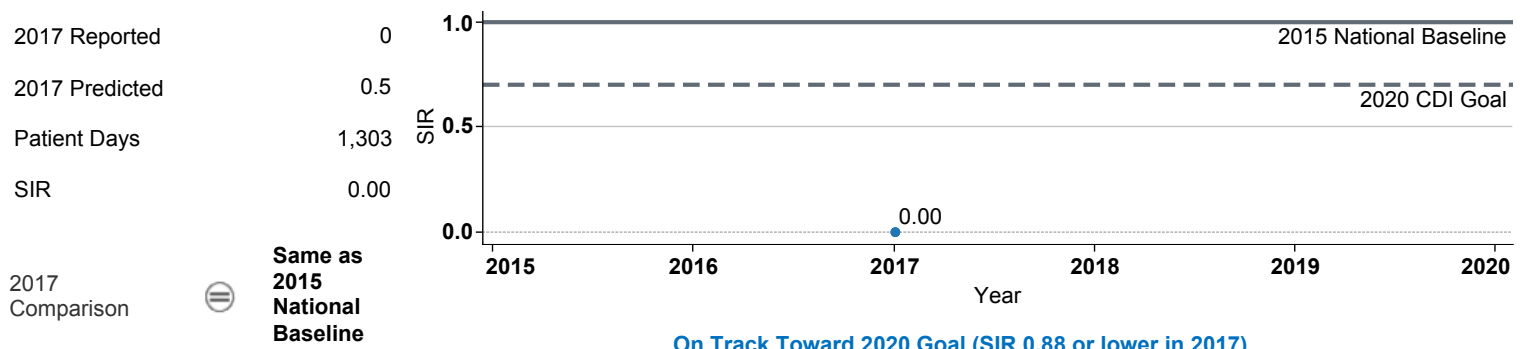 2017 Reported 0
2017 Predicted 0.5
Patient Days 1,303
SIR 0.00
2017
Comparison
Same as
2015
National
Baseline
1.0
2015 National Baseline
2020 CDI Goal
SIR
0.5
0.00
0.0
2015 2016 2017 2018 2019 2020
Year
On Track Toward 2020 Goal (SIR 0.88 or lower in 2017)